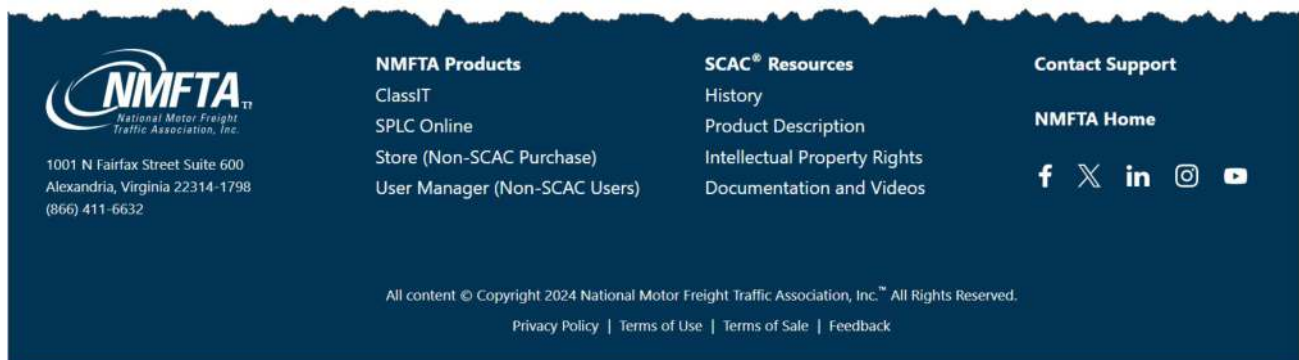 NMFTA
National Motor Freight
Traffic Association, Inc.
1001 N Fairfax Street Suite 600
Alexandria, Virginia 22314-1798
(866) 411-6632
NMFTA Products
ClassIT
SPLC Online
Store (Non-SCAC Purchase)
User Manager (Non-SCAC Users)
SCAC® Resources
History
Product Description
Intellectual Property Rights
Documentation and Videos
Contact Support
NMFTA Home
All content © Copyright 2024 National Motor Freight Traffic Association, Inc.™ All Rights Reserved.
Privacy Policy | Terms of Use | Terms of Sale | Feedback